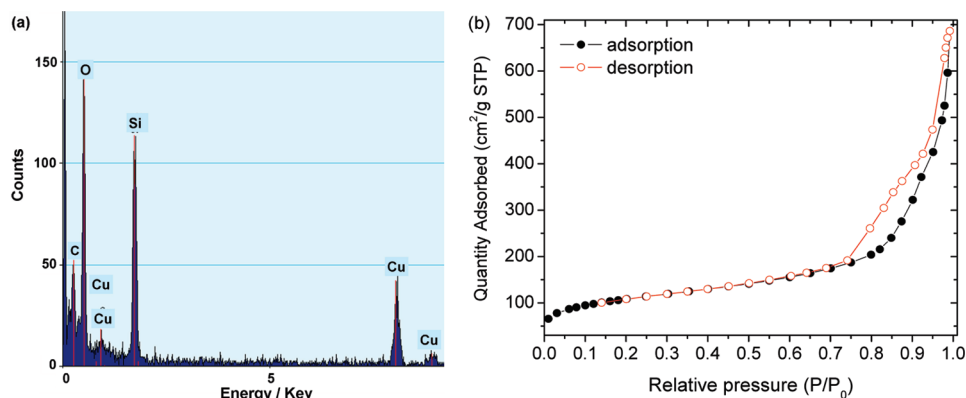 (a)
150
100
50
0
Counts
O
Si
C
Cu
Cu
Cu
Cu
0
5
Energy / Kev
(b)
700
600
500
400
300
200
100
Quantity Adsorbed (cm²/g STP)
adsorption
desorption
0.0 0.1 0.2 0.3 0.4 0.5 0.6 0.7 0.8 0.9 1.0
Relative pressure (P/P₀)